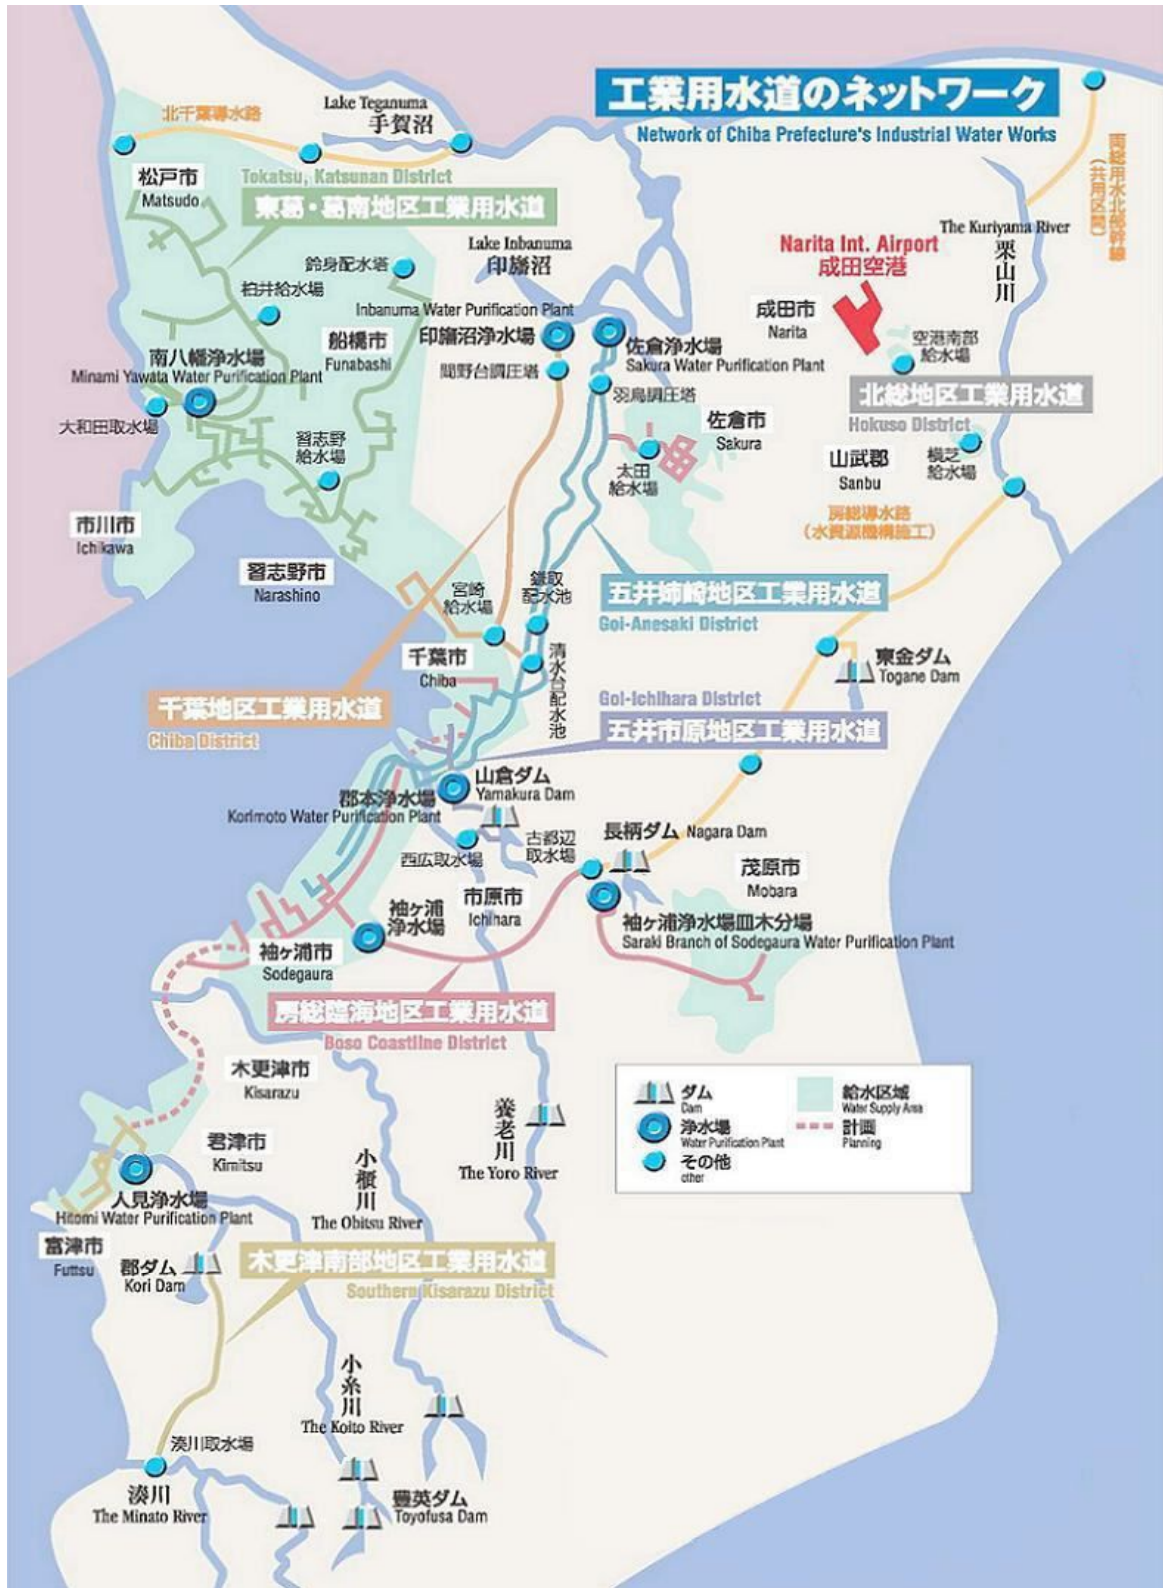 工業用水道のネットワーク
Network of Chiba Prefecture's Industrial Water Works
Lake Teganuma
手賀沼
北千葉導水路
松戸市
Matsudo
Tokatsu, Katsunan District
東葛・葛南地区工業用水道
両総用水北部幹線
（共用区間）
The Kuriyama River
栗山川
Lake Inbanuma
印旛沼
Narita Int. Airport
成田空港
鈴身配水塔
柏井給水場
成田市
Narita
Inbanuma Water Purification Plant
印旛沼浄水場
船橋市
Funabashi
佐倉浄水場
Sakura Water Purification Plant
空港南部
給水場
南八幡浄水場
Minami Yawata Water Purification Plant
間野台調圧塔
羽鳥調圧塔
北総地区工業用水道
Hokuso District
大和田取水場
佐倉市
Sakura
習志野
給水場
太田
給水場
山武郡
Sanbu
横芝
給水場
市川市
Ichikawa
房総導水路
（水資源機構施工）
習志野市
Narashino
宮崎
給水場
鎌取
配水池
五井姉崎地区工業用水道
Goi-Anesaki District
千葉市
Chiba
清水台配水池
東金ダム
Togane Dam
千葉地区工業用水道
Chiba District
Goi-Ichihara District
五井市原地区工業用水道
山倉ダム
Yamakura Dam
郡本浄水場
Korimoto Water Purification Plant
西広取水場
古都辺
取水場
長柄ダム Nagara Dam
茂原市
Mobara
市原市
Ichihara
袖ヶ浦
浄水場
袖ヶ浦浄水場皿木分場
Saraki Branch of Sodegaura Water Purification Plant
袖ヶ浦市
Sodegaura
房総臨海地区工業用水道
Boso Coastline District
木更津市
Kisarazu
養老川
The Yoro River
ダム
Dam
浄水場
Water Purification Plant
その他
other
給水区域
Water Supply Area
計画
Planning
君津市
Kimitsu
小櫃川
The Obitsu River
人見浄水場
Hitomi Water Purification Plant
富津市
Futtsu
郡ダム
Kori Dam
木更津南部地区工業用水道
Southern Kisarazu District
小糸川
The Koito River
湊川取水場
湊川
The Minato River
豊英ダム
Toyofusa Dam